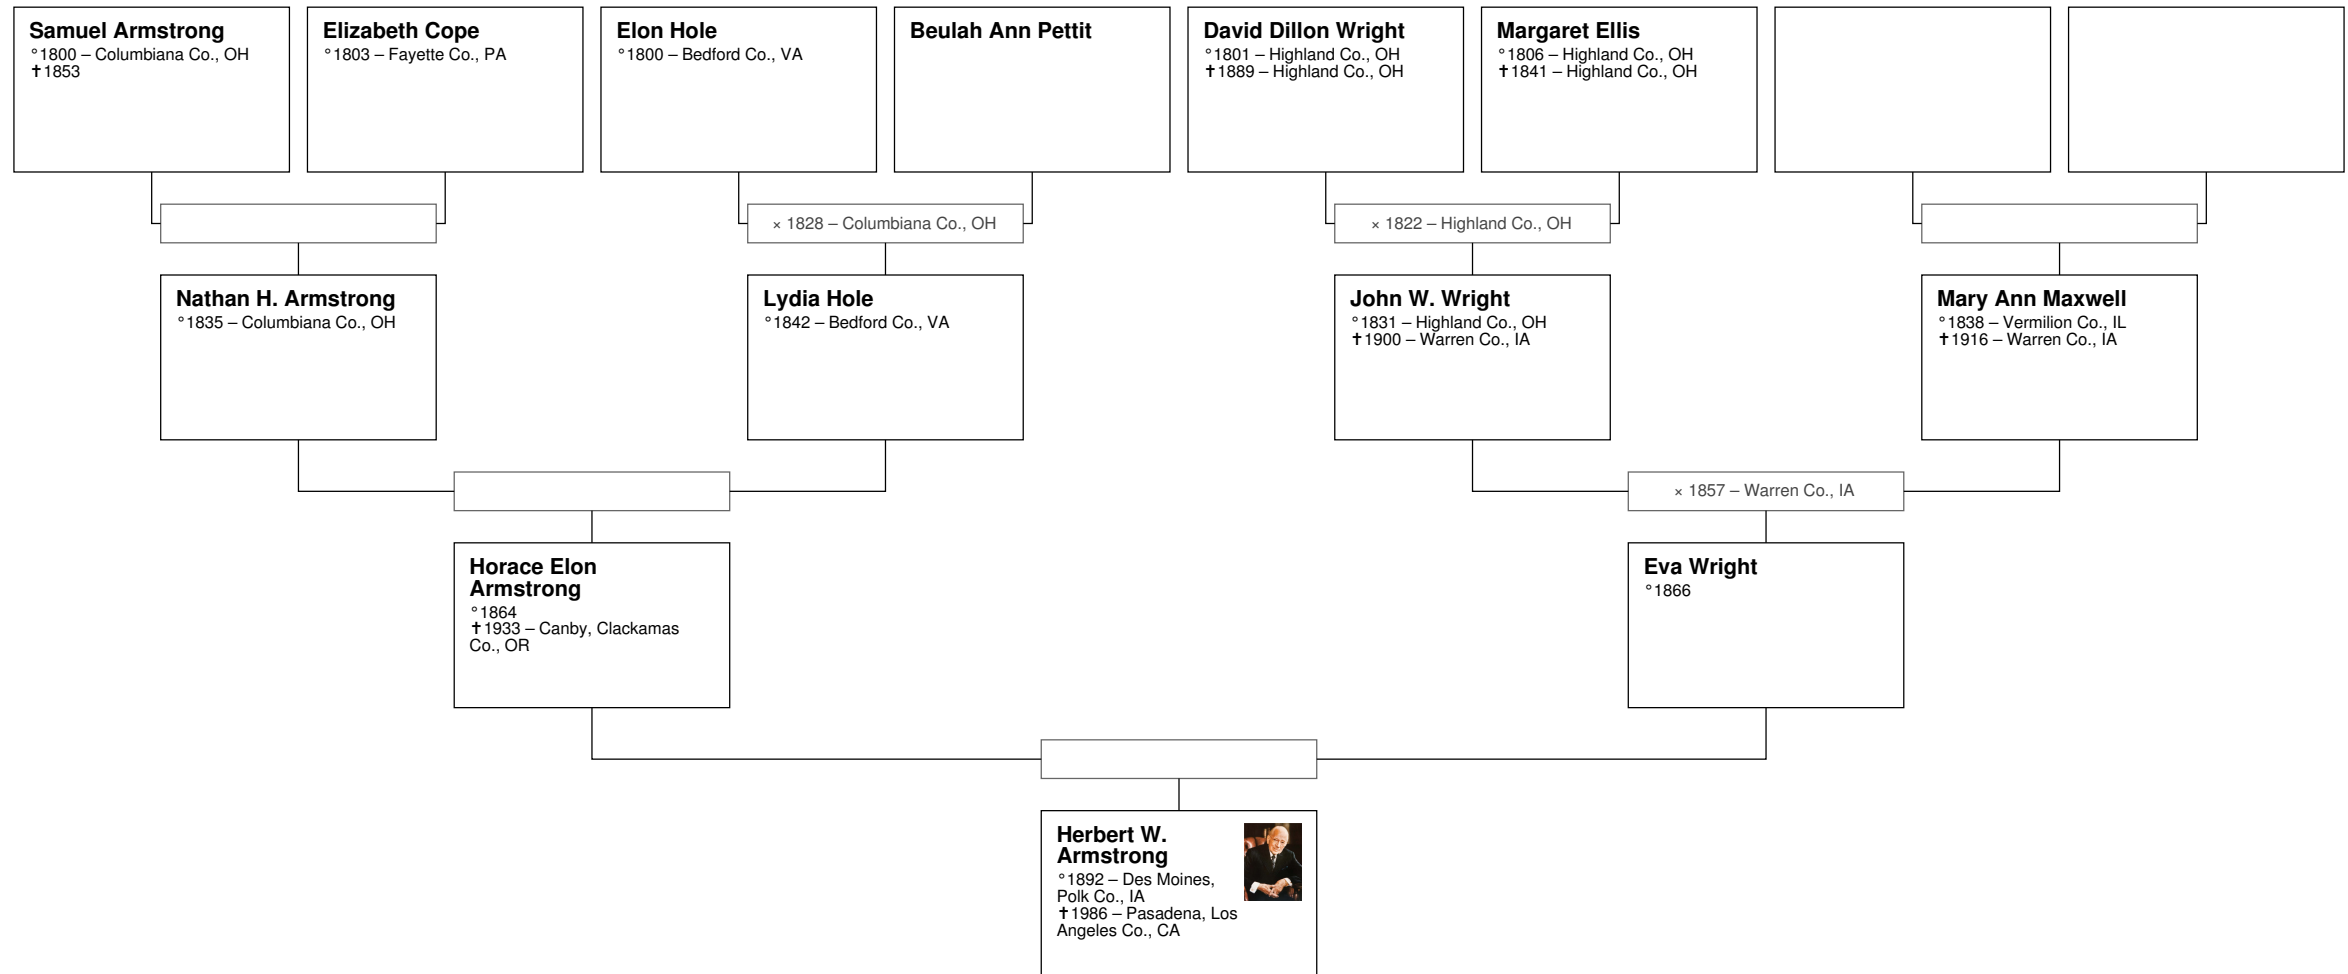 Samuel Armstrong
°1800 – Columbiana Co., OH
✝1853
Elizabeth Cope
°1803 – Fayette Co., PA
Elon Hole
°1800 – Bedford Co., VA
Beulah Ann Pettit
David Dillon Wright
°1801 – Highland Co., OH
✝1889 – Highland Co., OH
Margaret Ellis
°1806 – Highland Co., OH
✝1841 – Highland Co., OH
× 1828 – Columbiana Co., OH
× 1822 – Highland Co., OH
Nathan H. Armstrong
°1835 – Columbiana Co., OH
Lydia Hole
°1842 – Bedford Co., VA
John W. Wright
°1831 – Highland Co., OH
✝1900 – Warren Co., IA
Mary Ann Maxwell
°1838 – Vermilion Co., IL
✝1916 – Warren Co., IA
× 1857 – Warren Co., IA
Horace Elon
Armstrong
°1864
✝1933 – Canby, Clackamas
Co., OR
Eva Wright
°1866
Herbert W.
Armstrong
°1892 – Des Moines,
Polk Co., IA
✝1986 – Pasadena, Los
Angeles Co., CA